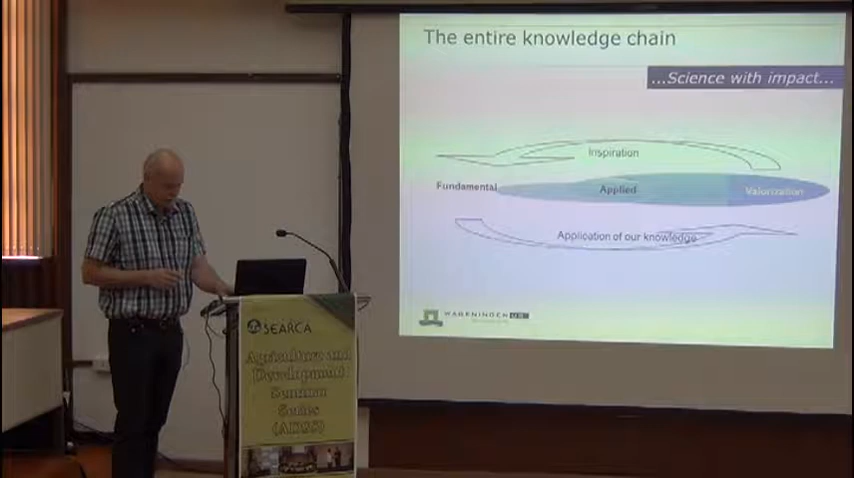 The entire knowledge chain
...Science with impact...
Inspiration
Fundamental
Applied
Valorization
Application of our knowledge
WAGENINGEN UR
SEARCA
Agriculture and
Development
Seminar
Series
(ADSS)